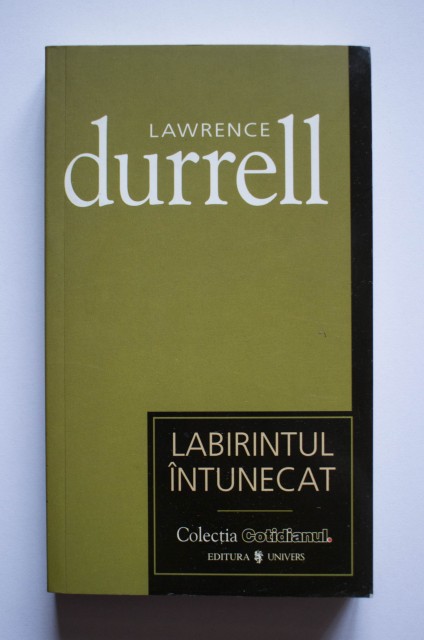 LAWRENCE
durrell
LABIRINTUL
ÎNTUNECAT
Colecția Cotidianul.
EDITURA UNIVERS